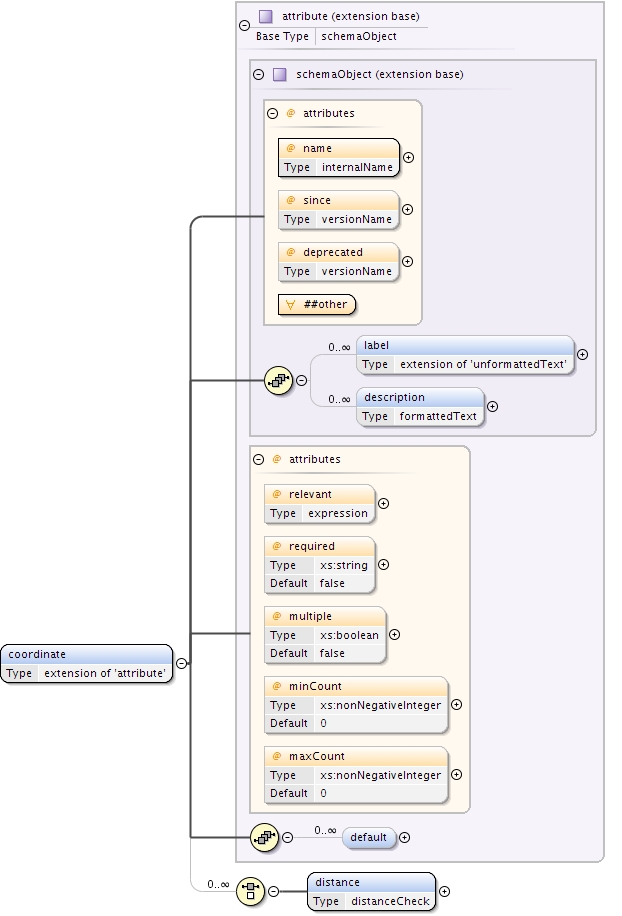 attribute (extension base)
Base Type schemaObject
schemaObject (extension base)
@ attributes
@ name
Type internalName
@ since
Type versionName
@ deprecated
Type versionName
##other
0..∞ label
Type extension of 'unformattedText'
0..∞ description
Type formattedText
@ attributes
@ relevant
Type expression
@ required
Type xs:string
Default false
@ multiple
Type xs:boolean
Default false
coordinate
Type extension of 'attribute'
@ minCount
Type xs:nonNegativeInteger
Default 0
@ maxCount
Type xs:nonNegativeInteger
Default 0
0..∞ default
0..∞ distance
Type distanceCheck